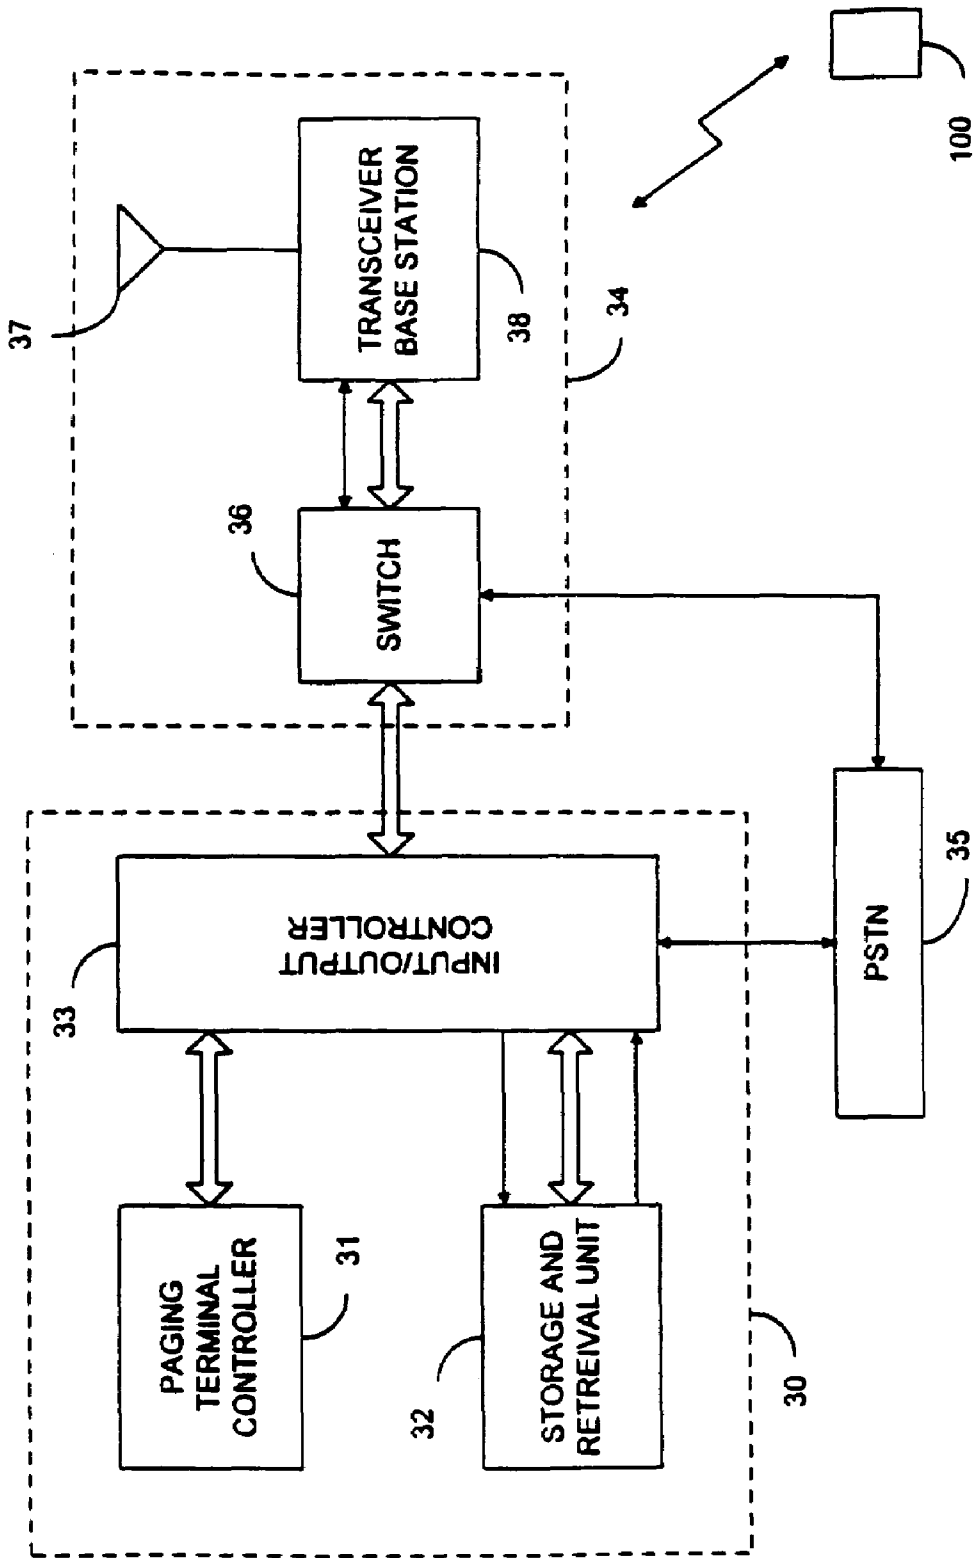 37
33
PAGING
TERMINAL
CONTROLLER
36
31
INPUT/OUTPUT
CONTROLLER
SWITCH
TRANSCEIVER
BASE STATION
32
38
STORAGE AND
RETREIVAL UNIT
34
30
PSTN
35
100